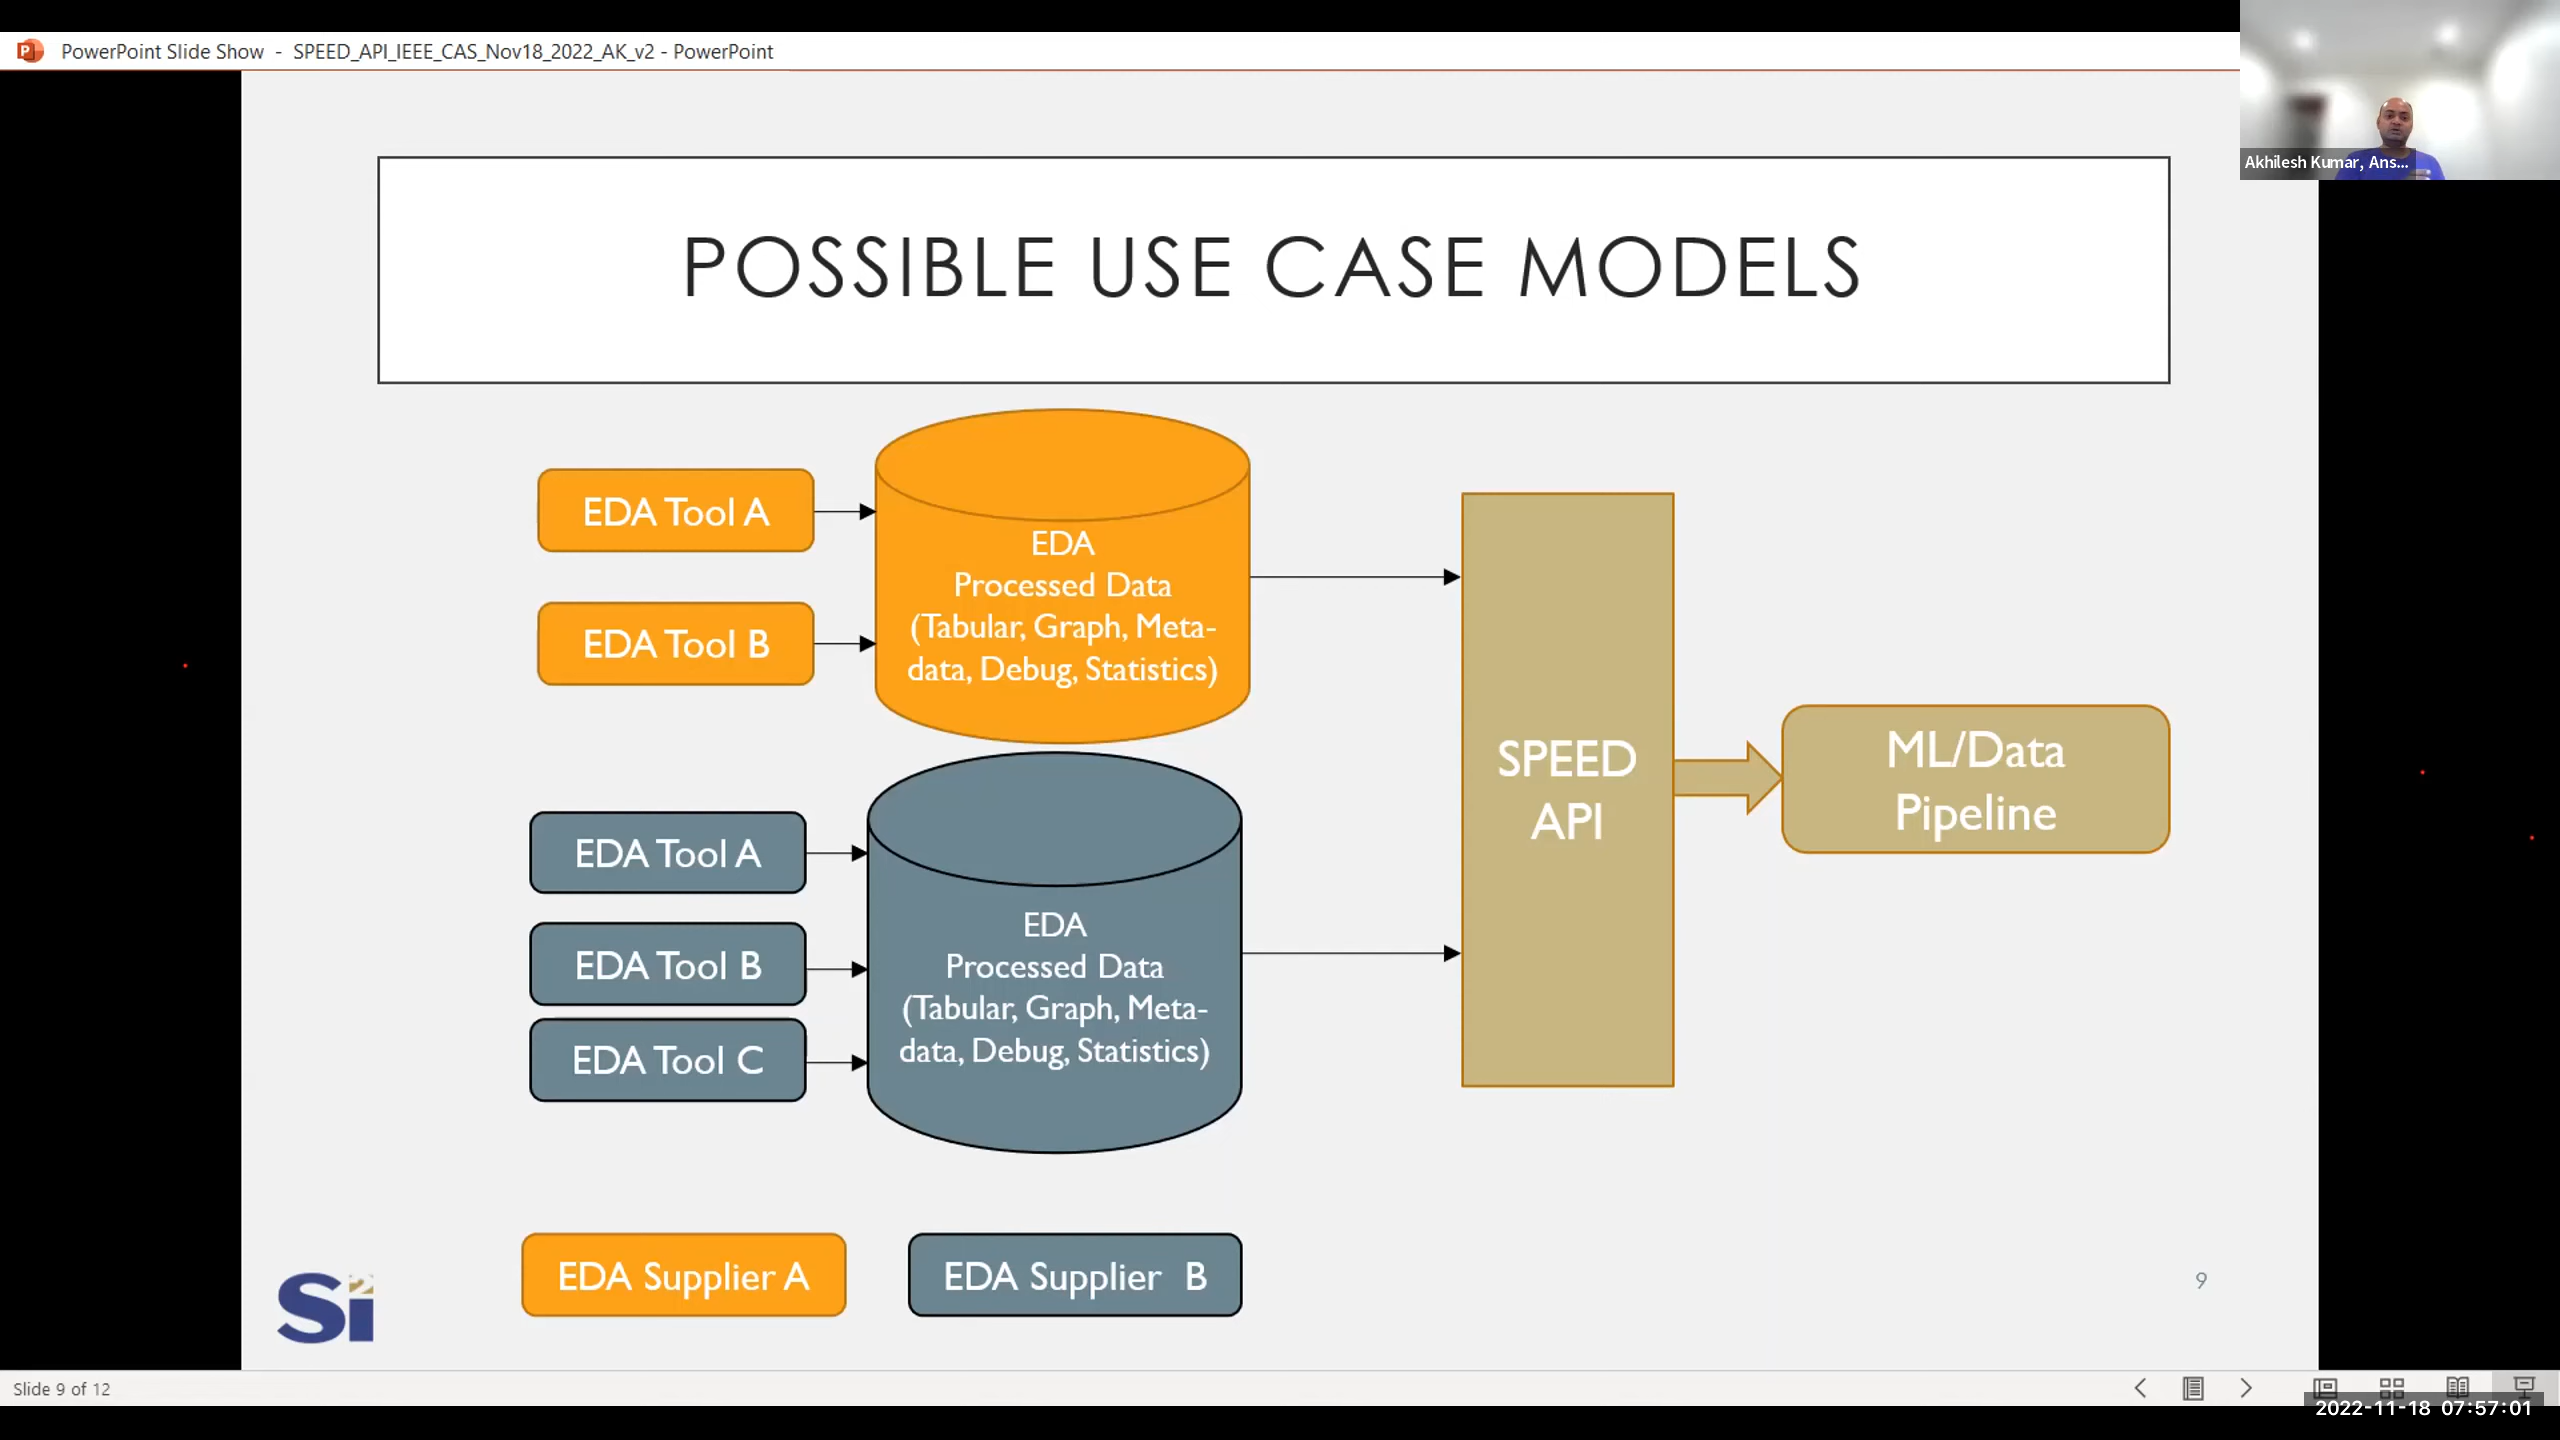 PowerPoint Slide Show - SPEED_API_IEEE_CAS_Nov18_2022_AK_v2 - PowerPoint
Akhilesh Kumar, Ans...
POSSIBLE USE CASE MODELS
EDA Tool A
EDA Tool B
EDA
Processed Data
(Tabular, Graph, Meta-
data, Debug, Statistics)
EDA Tool A
EDA Tool B
EDA Tool C
EDA
Processed Data
(Tabular, Graph, Meta-
data, Debug, Statistics)
SPEED
API
ML/Data
Pipeline
EDA Supplier A
EDA Supplier B
Si2
9
Slide 9 of 12
2022-11-18 07:57:01